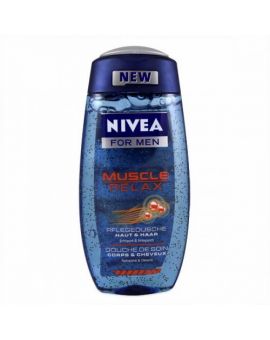 NEW
NIVEA
FOR MEN
MUSCLE
RELAX
PFLEGEDUSCHE
HAUT & HAAR
DOUCHE DE SOIN
CORPS & CHEVEUX